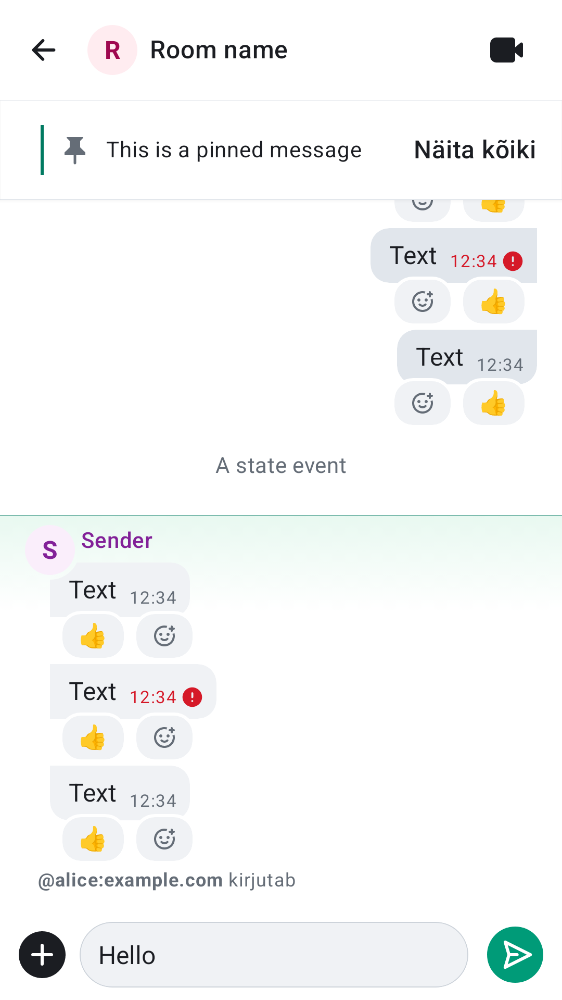 R Room name
This is a pinned message Näita kõiki
Text 12:34
Text 12:34
A state event
S Sender
Text 12:34
Text 12:34
Text 12:34
@alice:example.com kirjutab
Hello